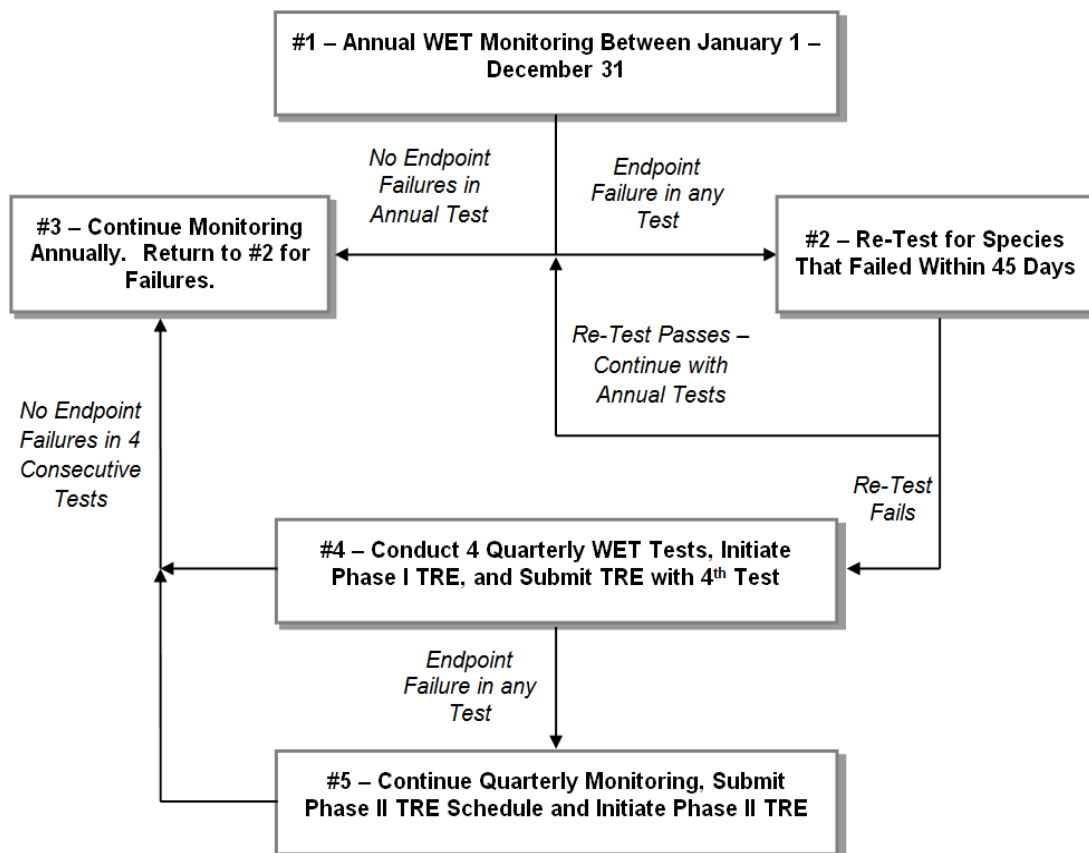 #1 – Annual WET Monitoring Between January 1 –
December 31
No Endpoint
Failures in
Annual Test
Endpoint
Failure in any
Test
#3 – Continue Monitoring
Annually. Return to #2 for
Failures.
#2 – Re-Test for Species
That Failed Within 45 Days
Re-Test Passes –
Continue with
Annual Tests
No Endpoint
Failures in 4
Consecutive
Tests
Re-Test
Fails
#4 – Conduct 4 Quarterly WET Tests, Initiate
Phase I TRE, and Submit TRE with 4th Test
Endpoint
Failure in any
Test
#5 – Continue Quarterly Monitoring, Submit
Phase II TRE Schedule and Initiate Phase II TRE